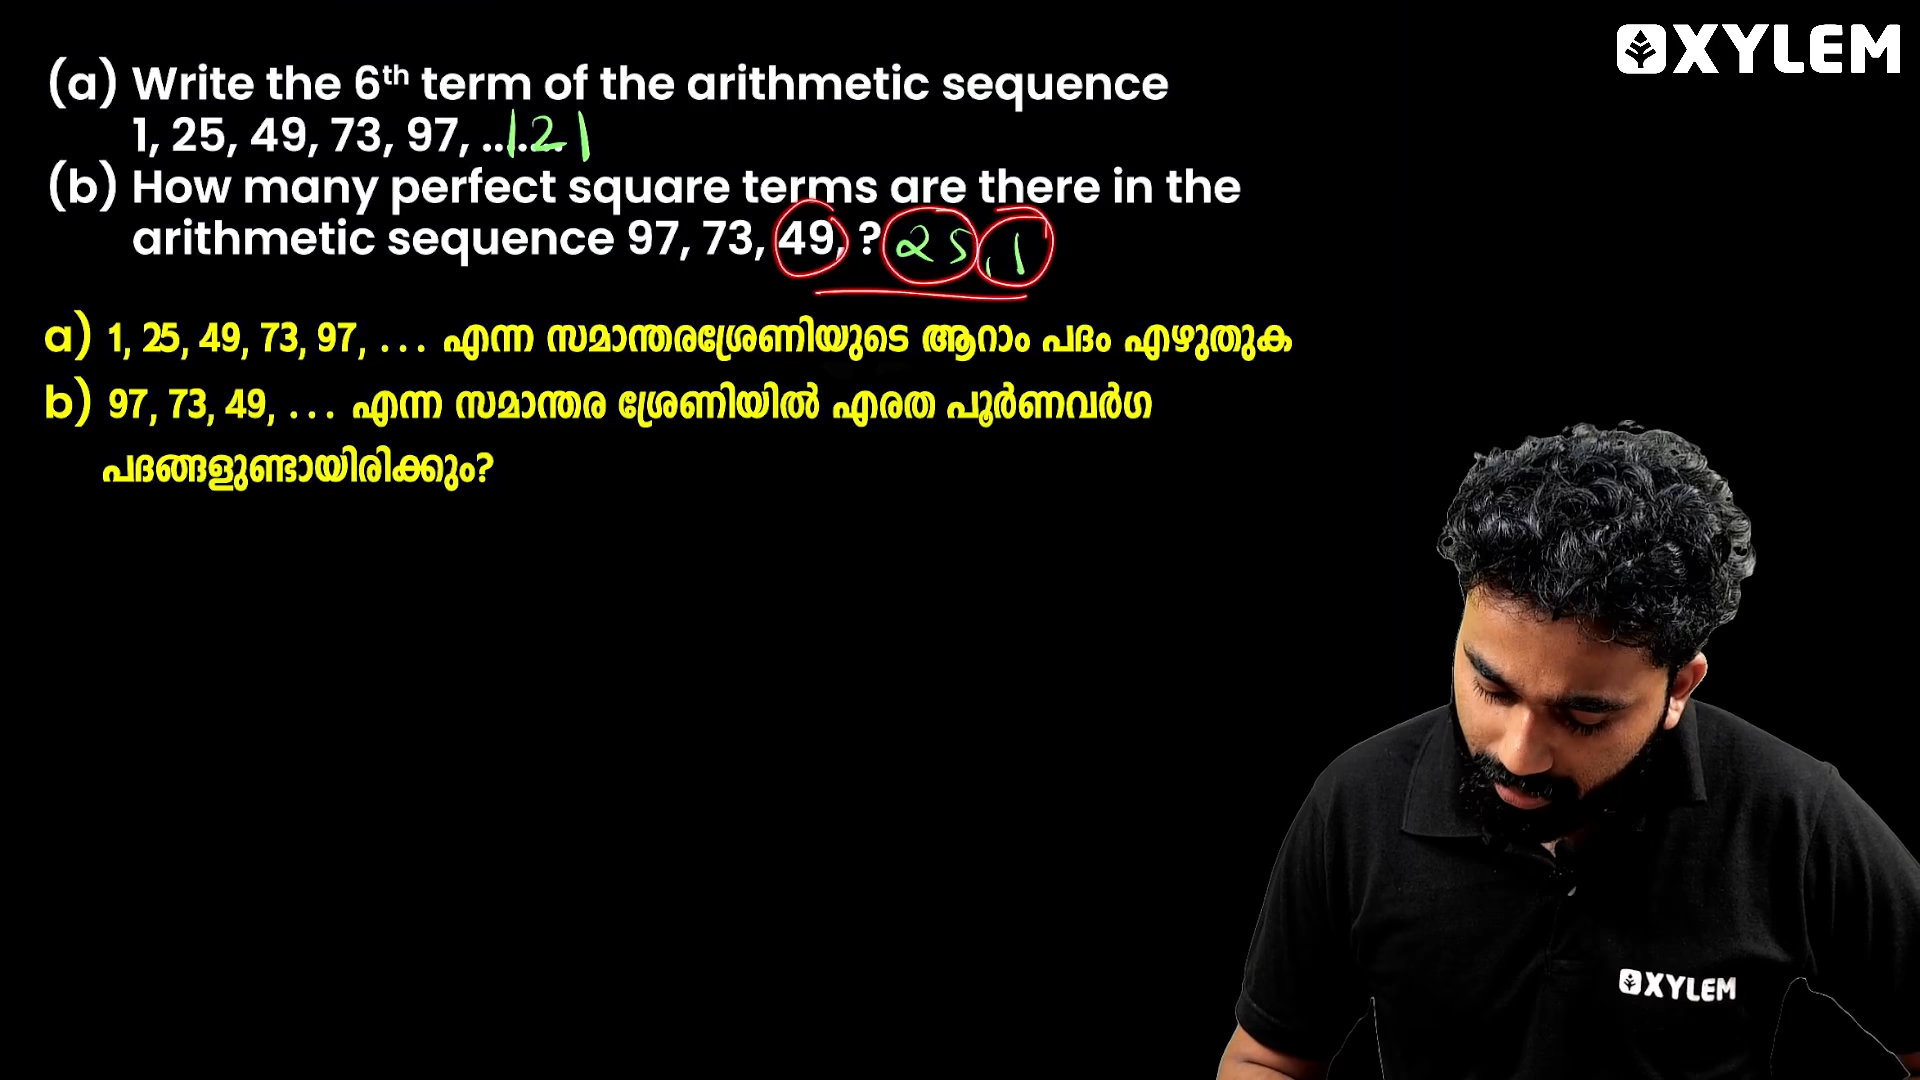 XYLEM
(a) Write the 6th term of the arithmetic sequence
1, 25, 49, 73, 97, ......121
(b) How many perfect square terms are there in the
arithmetic sequence 97, 73, 49, ? 25, 1
a) 1, 25, 49, 73, 97, ... എന്ന സമാന്തരശ്രേണിയുടെ ആറാം പദം എഴുതുക
b) 97, 73, 49, ... എന്ന സമാന്തര ശ്രേണിയിൽ എരത പൂർണവർഗ
പദങ്ങളുണ്ടായിരിക്കും?
XYLEM